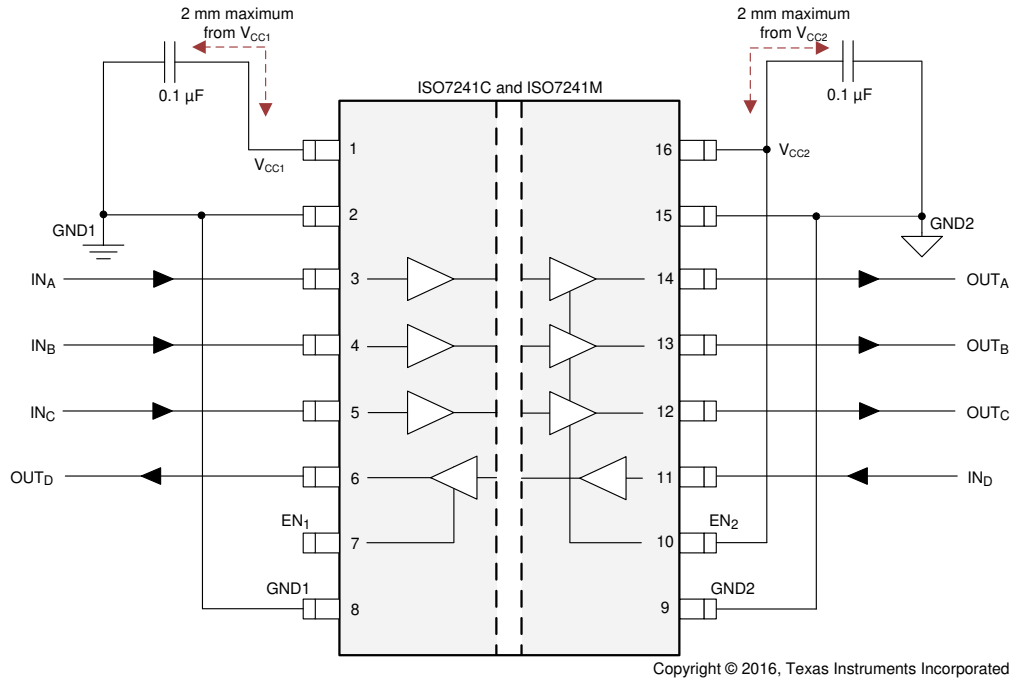 2 mm maximum
from VCC1
2 mm maximum
from VCC2
0.1 µF
0.1 µF
ISO7241C and ISO7241M
VCC1
1
16
VCC2
2
15
GND1
GND2
INA
3
14
OUTA
INB
4
13
OUTB
INC
5
12
OUTC
OUTD
6
11
IND
EN1
7
10
EN2
GND1
8
9
GND2
Copyright © 2016, Texas Instruments Incorporated